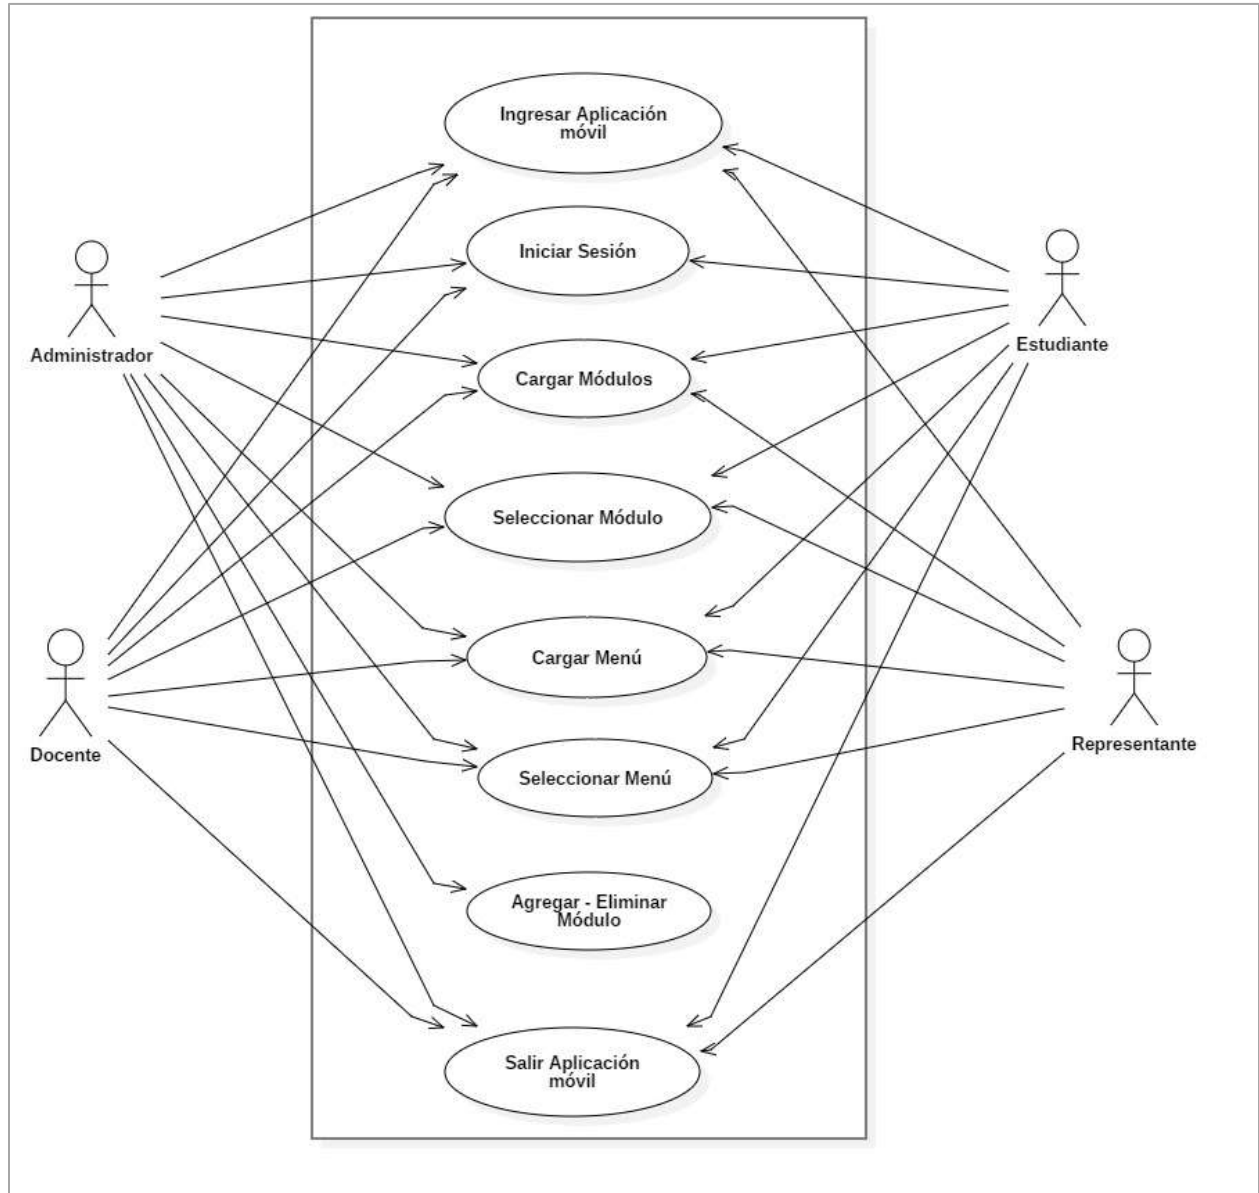 Ingresar Aplicación
móvil
Iniciar Sesión
Administrador
Estudiante
Cargar Módulos
Seleccionar Módulo
Cargar Menú
Docente
Representante
Seleccionar Menú
Agregar - Eliminar
Módulo
Salir Aplicación
móvil